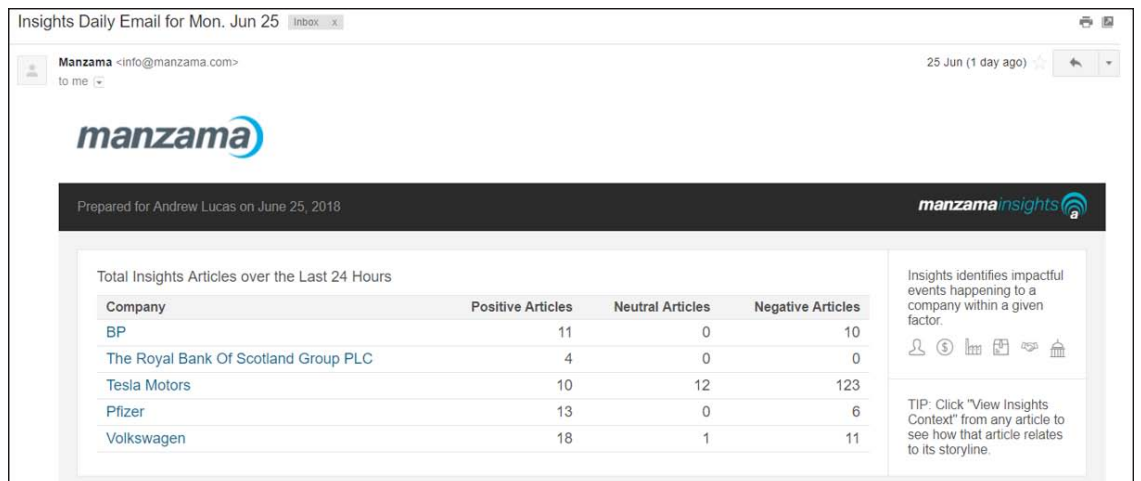 Insights Daily Email for Mon. Jun 25 Inbox x
Manzama <info@manzama.com> 25 Jun (1 day ago)
to me
manzama
Prepared for Andrew Lucas on June 25, 2018 manzamainsights a
Total Insights Articles over the Last 24 Hours
Company Positive Articles Neutral Articles Negative Articles
BP 11 0 10
The Royal Bank Of Scotland Group PLC 4 0 0
Tesla Motors 10 12 123
Pfizer 13 0 6
Volkswagen 18 1 11
Insights identifies impactful
events happening to a
company within a given
factor.
$
TIP: Click "View Insights
Context" from any article to
see how that article relates
to its storyline.